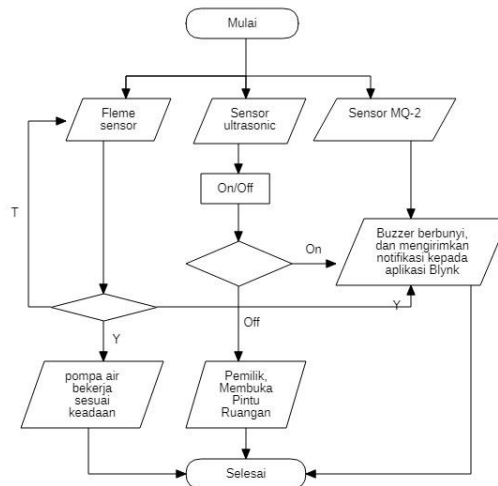 Mulai
Fleme
sensor
Sensor
ultrasonic
Sensor MQ-2
On/Off
T
On
Buzzer berbunyi,
dan mengirimkan
notifikasi kepada
aplikasi Blynk
Y
Off
Y
pompa air
bekerja
sesuai
keadaan
Pemilik,
Membuka
Pintu
Ruangan
Selesai